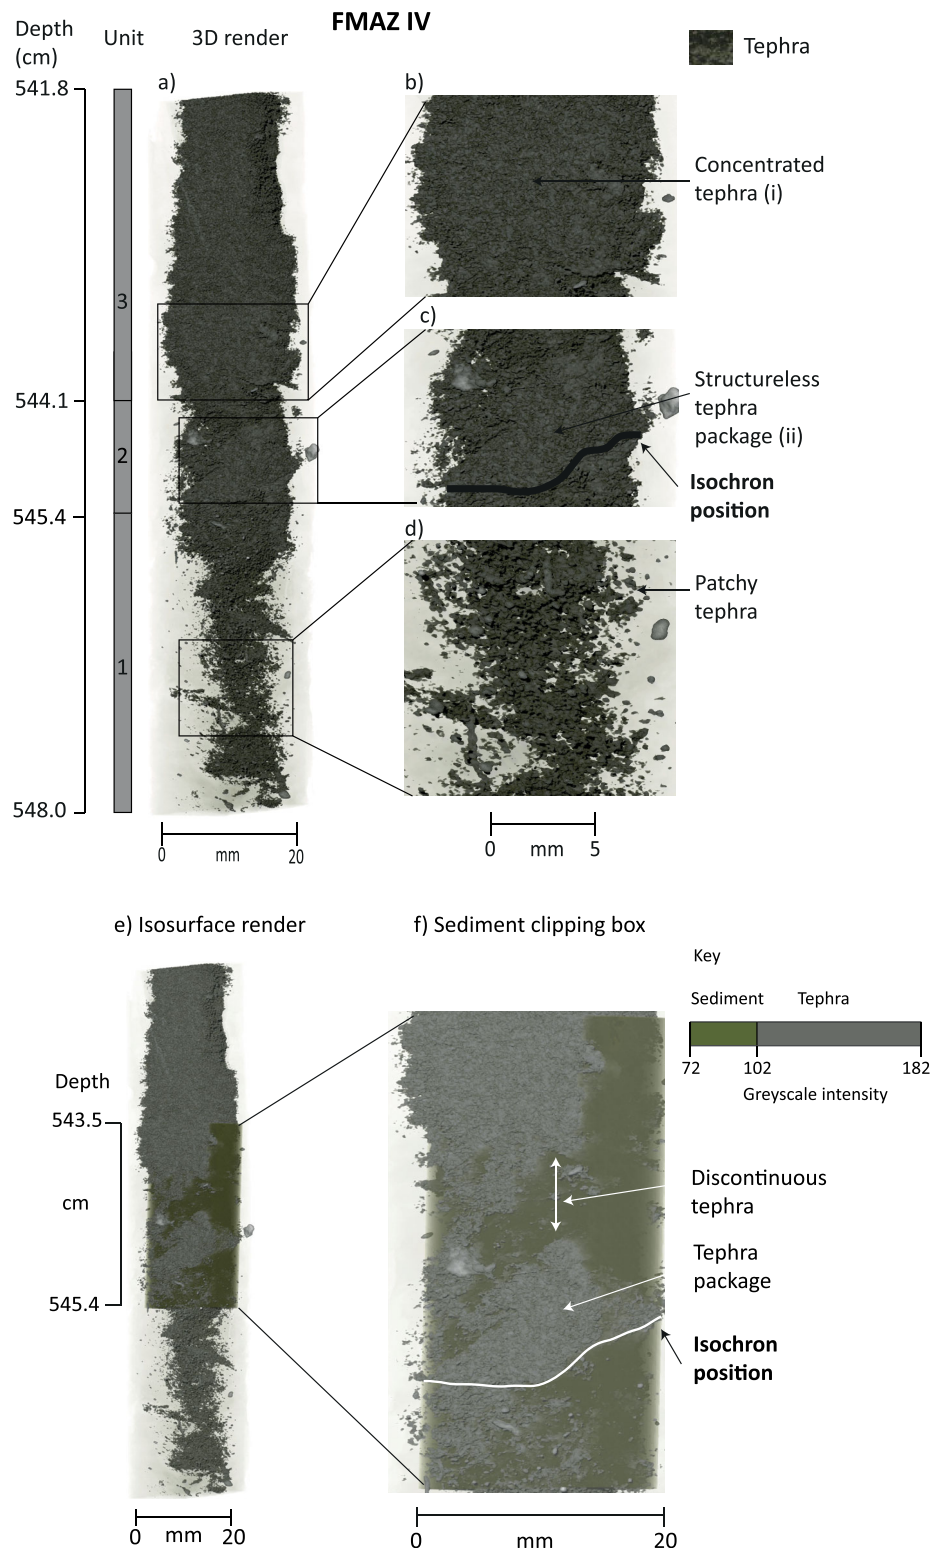 FMAZ IV
Depth
(cm)
Unit
3D render
Tephra
a)
b)
541.8
Concentrated
tephra (i)
3
c)
Structureless
tephra
package (ii)
544.1
2
Isochron
position
545.4
d)
Patchy
tephra
1
548.0
0 mm 20
0 mm 5
e) Isosurface render
f) Sediment clipping box
Key
Sediment Tephra
72 102 182
Greyscale intensity
Depth
543.5
cm
Discontinuous
tephra
Tephra
package
545.4
Isochron
position
0 mm 20
0 mm 20